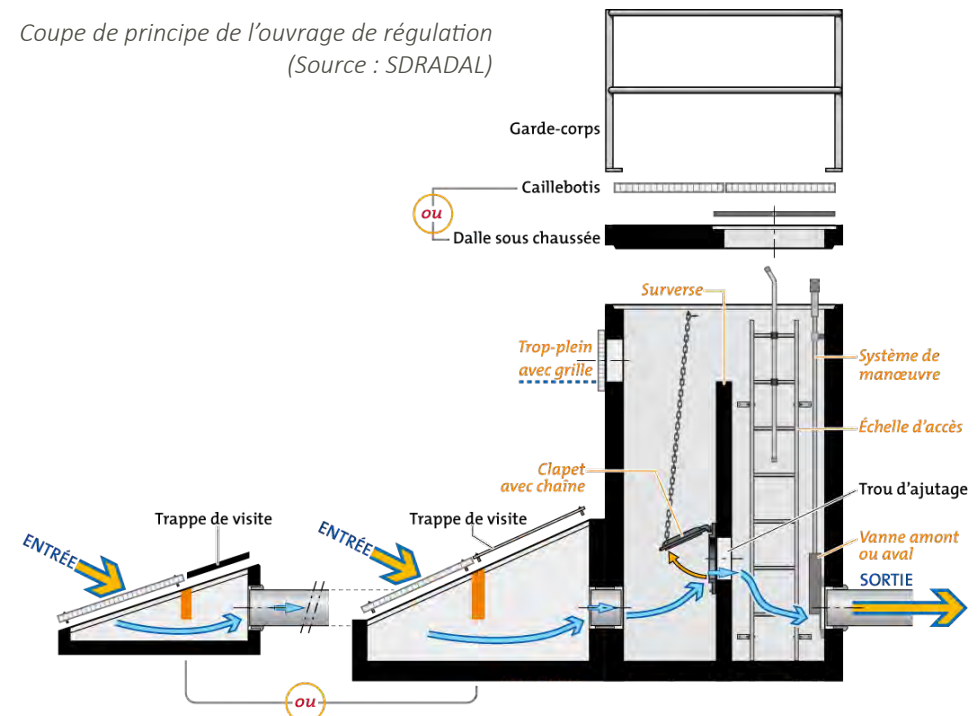 Coupe de principe de l'ouvrage de régulation
(Source : SDRADAL)
Garde-corps
Caillebotis
ou
Dalle sous chaussée
Surverse
Trop-plein
avec grille
Système de
manœuvre
Échelle d'accès
Clapet
avec chaîne
Trou d'ajutage
Trappe de visite
Trappe de visite
ENTRÉE
ENTRÉE
Vanne amont
ou aval
SORTIE
ou